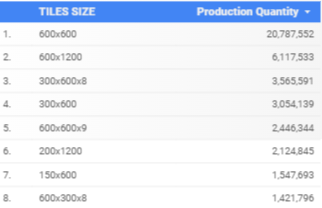 TILES SIZE Production Quantity
1. 600x600 20,787,552
2. 600x1200 6,117,533
3. 300x600x8 3,565,591
4. 300x600 3,054,139
5. 600x600x9 2,446,344
6. 200x1200 2,124,845
7. 150x600 1,547,693
8. 600x300x8 1,421,796